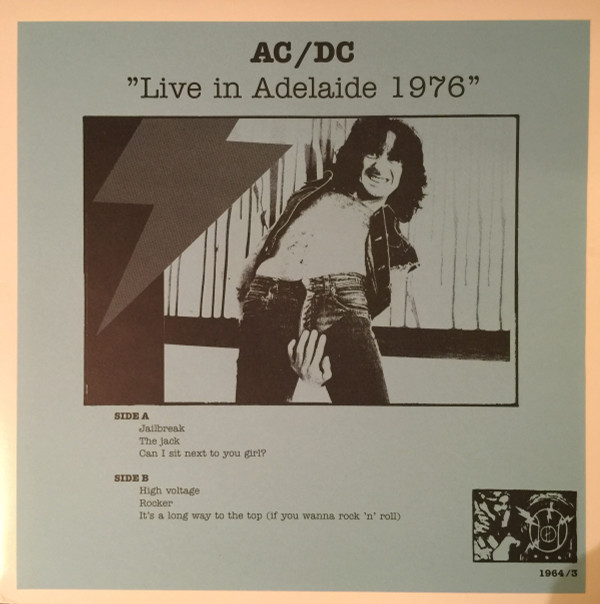 AC/DC
"Live in Adelaide 1976"
SIDE A
Jailbreak
The jack
Can I sit next to you girl?
SIDE B
High voltage
Rocker
It's a long way to the top (if you wanna rock 'n' roll)
1964/3